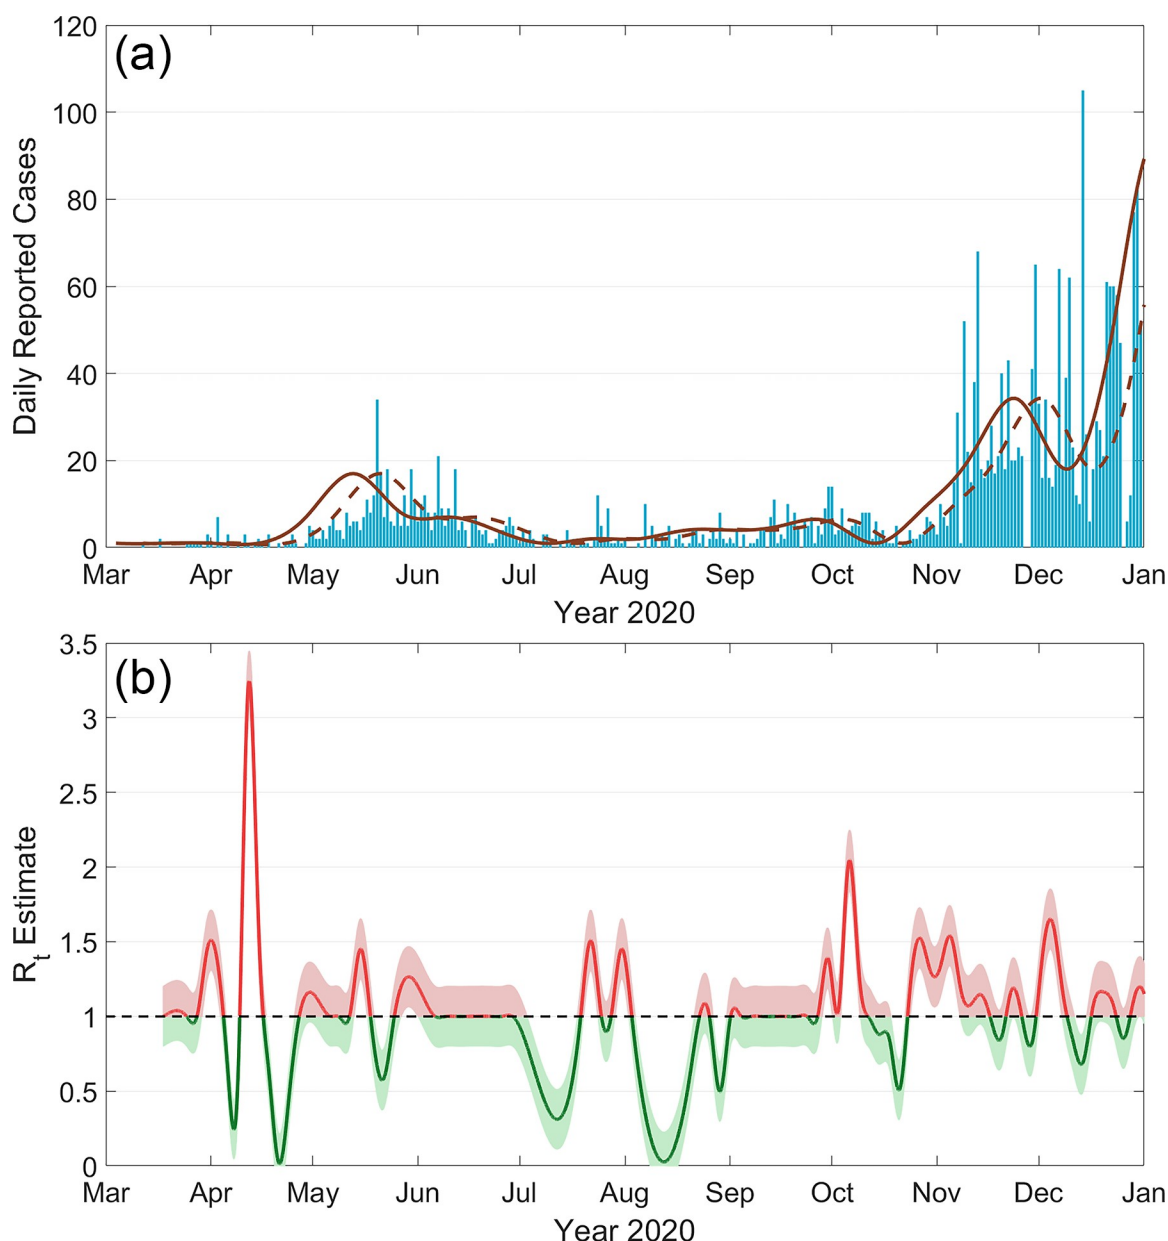 (a)
Daily Reported Cases
120
100
80
60
40
20
0
Mar Apr May Jun Jul Aug Sep Oct Nov Dec Jan
Year 2020
(b)
R_t Estimate
3.5
3
2.5
2
1.5
1
0.5
0
Mar Apr May Jun Jul Aug Sep Oct Nov Dec Jan
Year 2020